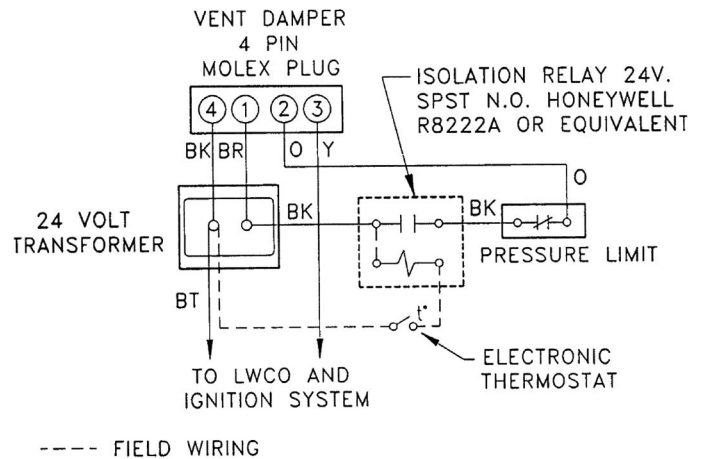 VENT DAMPER
4 PIN
MOLEX PLUG
ISOLATION RELAY 24V.
SPST N.O. HONEYWELL
R8222A OR EQUIVALENT
4 1 2 3
BK BR O Y
O
24 VOLT
TRANSFORMER
BK
BK
PRESSURE LIMIT
BT
t°
ELECTRONIC
THERMOSTAT
TO LWCO AND
IGNITION SYSTEM
---- FIELD WIRING